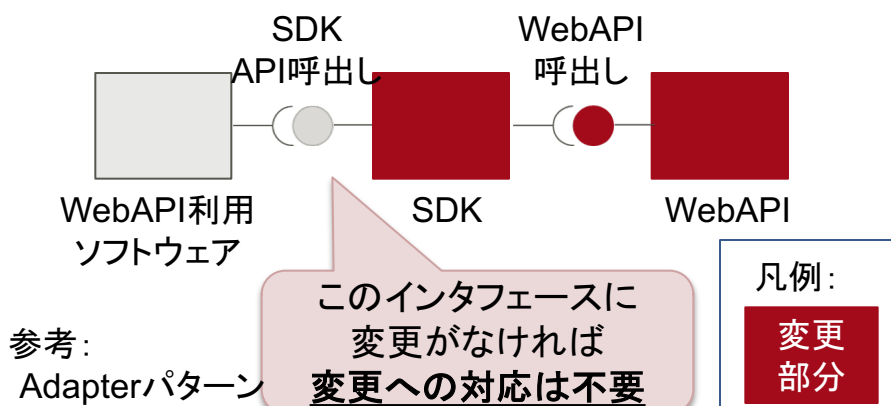 SDK
API呼出し
WebAPI
呼出し
WebAPI利用
ソフトウェア
SDK
WebAPI
このインタフェースに
変更がなければ
変更への対応は不要
参考:
Adapterパターン
凡例:
変更
部分